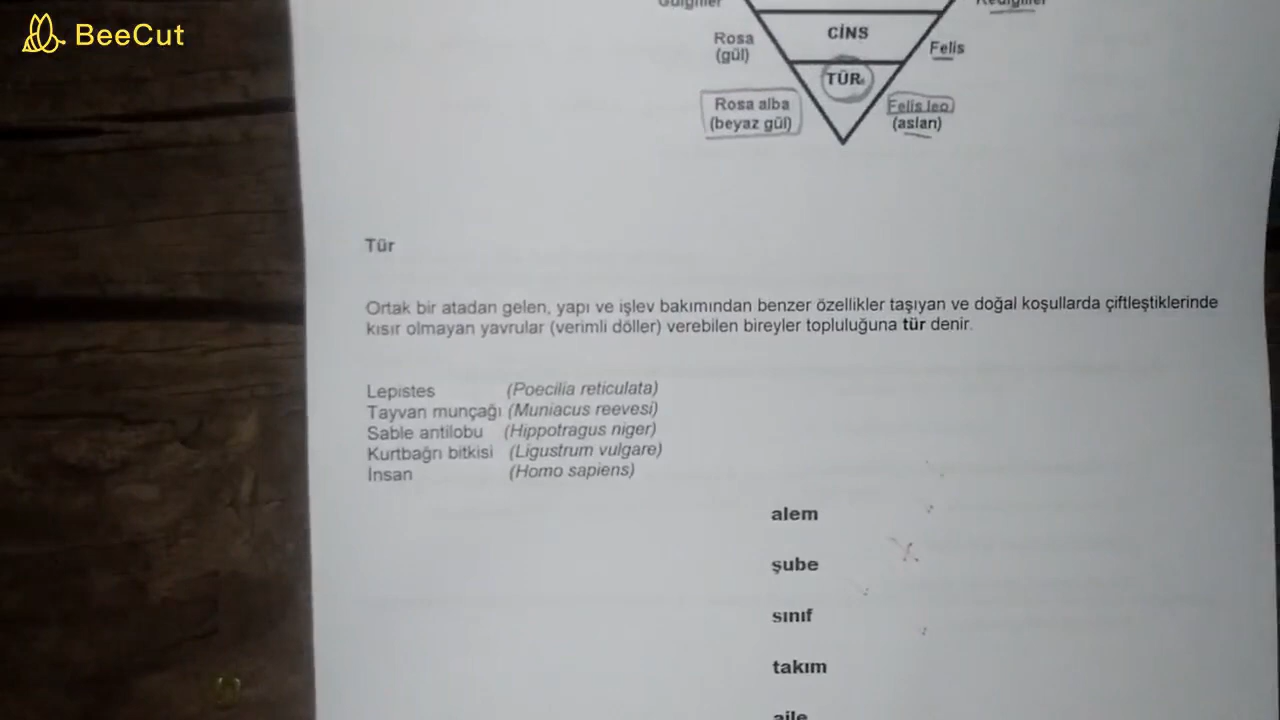 BeeCut
Rosa
(gül)
CİNS
Felis
TÜR
Rosa alba
(beyaz gül)
Felis leo
(aslan)
Tür
Ortak bir atadan gelen, yapı ve işlev bakımından benzer özellikler taşıyan ve doğal koşullarda çiftleştiklerinde
kısır olmayan yavrular (verimli döller) verebilen bireyler topluluğuna tür denir.
Lepistes (Poecilia reticulata)
Tayvan munçağı (Muniacus reevesi)
Sable antilobu (Hippotragus niger)
Kurtbağrı bitkisi (Ligustrum vulgare)
İnsan (Homo sapiens)
alem
şube
sınıf
takım
aile